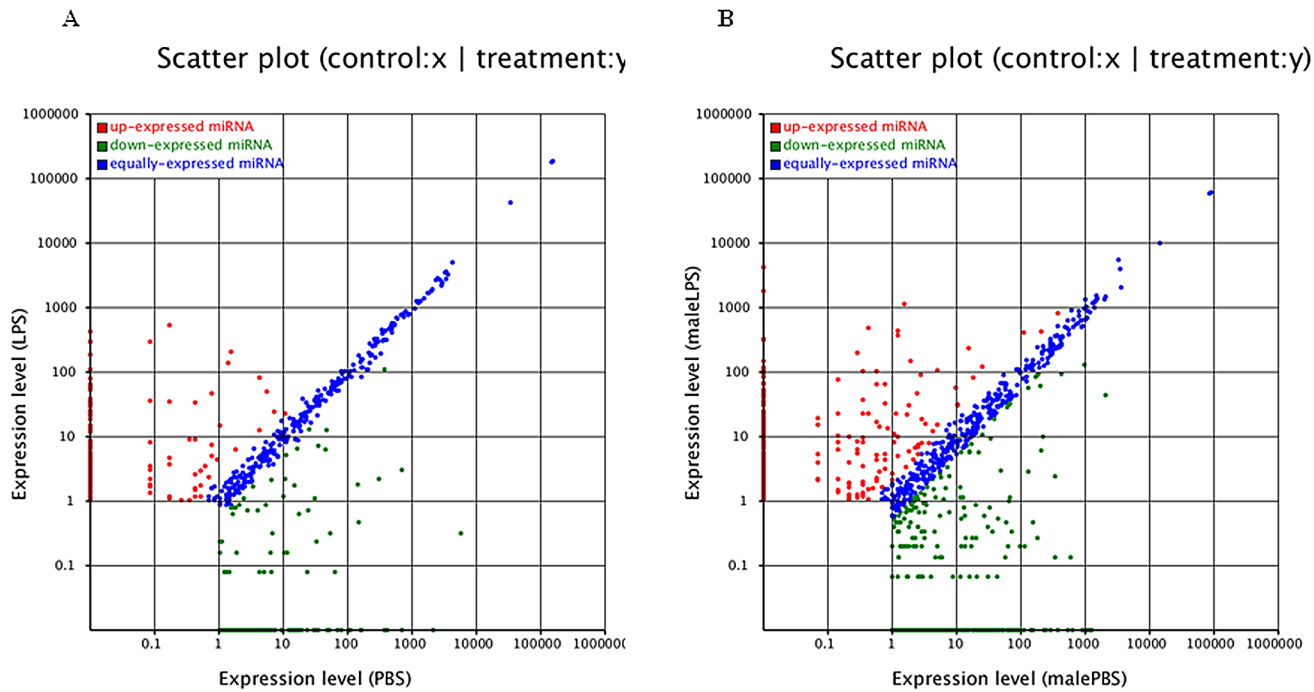 A
B
Scatter plot (control:x | treatment:y
Scatter plot (control:x | treatment:y)
1000000
100000
10000
1000
100
10
1
0.1
up-expressed miRNA
down-expressed miRNA
equally-expressed miRNA
Expression level (LPS)
0.1
1
10
100
1000
10000
100000
1000000
Expression level (PBS)
1000000
100000
10000
1000
100
10
1
0.1
up-expressed miRNA
down-expressed miRNA
equally-expressed miRNA
Expression level (maleLPS)
0.1
1
10
100
1000
10000
100000
1000000
Expression level (malePBS)